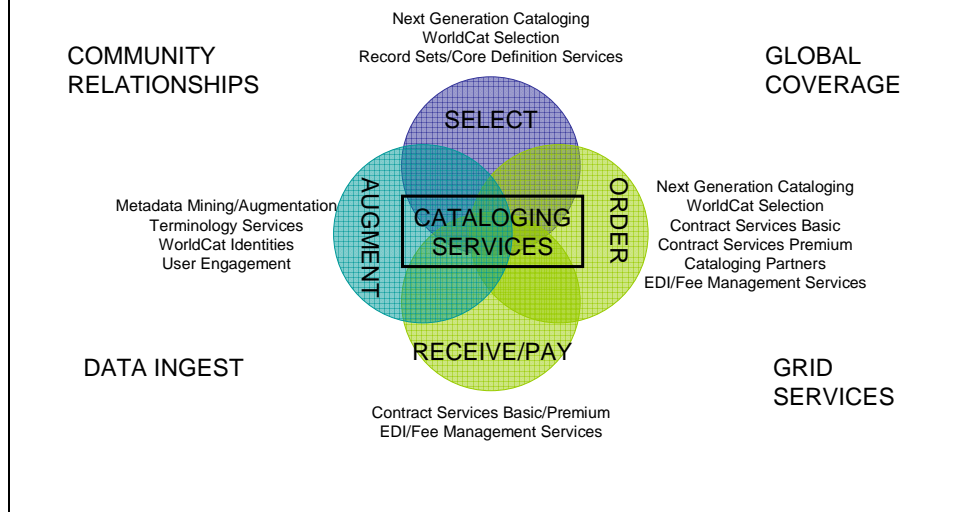 Next Generation Cataloging
WorldCat Selection
Record Sets/Core Definition Services
COMMUNITY
RELATIONSHIPS
GLOBAL
COVERAGE
SELECT
AUGMENT
Metadata Mining/Augmentation
Terminology Services
WorldCat Identities
User Engagement
CATALOGING
SERVICES
ORDER
Next Generation Cataloging
WorldCat Selection
Contract Services Basic
Contract Services Premium
Cataloging Partners
EDI/Fee Management Services
RECEIVE/PAY
DATA INGEST
GRID
SERVICES
Contract Services Basic/Premium
EDI/Fee Management Services